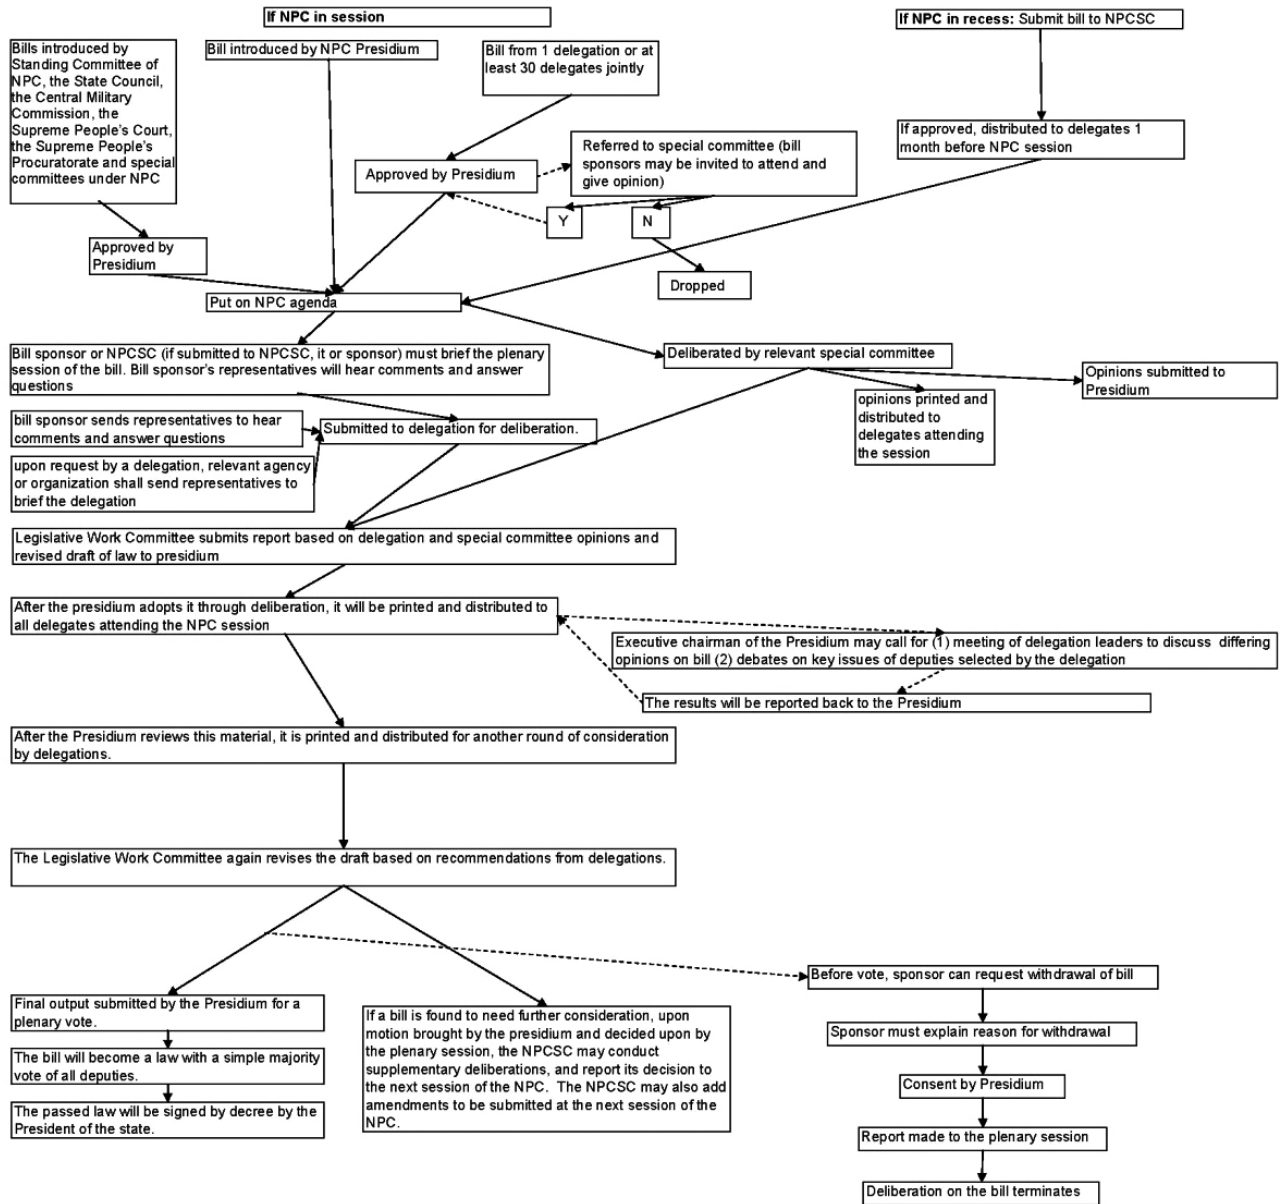 If NPC in session
If NPC in recess: Submit bill to NPCSC
Bills introduced by
Standing Committee of
NPC, the State Council,
the Central Military
Commission, the
Supreme People's Court,
the Supreme People's
Procuratorate and special
committees under NPC
Bill introduced by NPC Presidium
Bill from 1 delegation or at
least 30 delegates jointly
If approved, distributed to delegates 1
month before NPC session
Approved by Presidium
Referred to special committee (bill
sponsors may be invited to attend and
give opinion)
Y
N
Dropped
Approved by
Presidium
Put on NPC agenda
Bill sponsor or NPCSC (if submitted to NPCSC, it or sponsor) must brief the plenary
session of the bill. Bill sponsor's representatives will hear comments and answer
questions
Deliberated by relevant special committee
Opinions submitted to
Presidium
opinions printed and
distributed to
delegates attending
the session
bill sponsor sends representatives to hear
comments and answer questions
Submitted to delegation for deliberation.
upon request by a delegation, relevant agency
or organization shall send representatives to
brief the delegation
Legislative Work Committee submits report based on delegation and special committee opinions and
revised draft of law to presidium
After the presidium adopts it through deliberation, it will be printed and distributed to
all delegates attending the NPC session
Executive chairman of the Presidium may call for (1) meeting of delegation leaders to discuss differing
opinions on bill (2) debates on key issues of deputies selected by the delegation
The results will be reported back to the Presidium
After the Presidium reviews this material, it is printed and distributed for another round of consideration
by delegations.
The Legislative Work Committee again revises the draft based on recommendations from delegations.
Final output submitted by the Presidium for a
plenary vote.
The bill will become a law with a simple majority
vote of all deputies.
The passed law will be signed by decree by the
President of the state.
If a bill is found to need further consideration, upon
motion brought by the presidium and decided upon by
the plenary session, the NPCSC may conduct
supplementary deliberations, and report its decision to
the next session of the NPC. The NPCSC may also add
amendments to be submitted at the next session of the
NPC.
Before vote, sponsor can request withdrawal of bill
Sponsor must explain reason for withdrawal
Consent by Presidium
Report made to the plenary session
Deliberation on the bill terminates